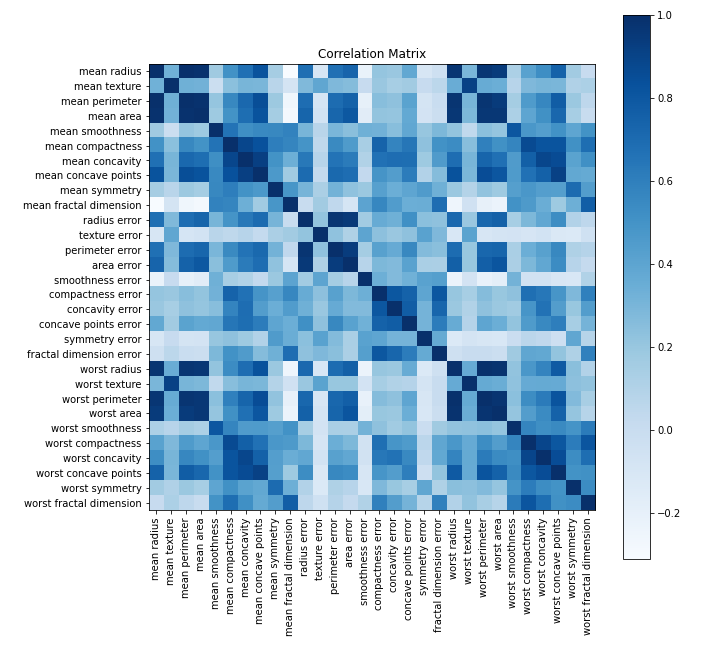 Correlation Matrix
mean radius
mean texture
mean perimeter
mean area
mean smoothness
mean compactness
mean concavity
mean concave points
mean symmetry
mean fractal dimension
radius error
texture error
perimeter error
area error
smoothness error
compactness error
concavity error
concave points error
symmetry error
fractal dimension error
worst radius
worst texture
worst perimeter
worst area
worst smoothness
worst compactness
worst concavity
worst concave points
worst symmetry
worst fractal dimension
mean radius
mean texture
mean perimeter
mean area
mean smoothness
mean compactness
mean concavity
mean concave points
mean symmetry
mean fractal dimension
radius error
texture error
perimeter error
area error
smoothness error
compactness error
concavity error
concave points error
symmetry error
fractal dimension error
worst radius
worst texture
worst perimeter
worst area
worst smoothness
worst compactness
worst concavity
worst concave points
worst symmetry
worst fractal dimension
1.0
0.8
0.6
0.4
0.2
0.0
−0.2